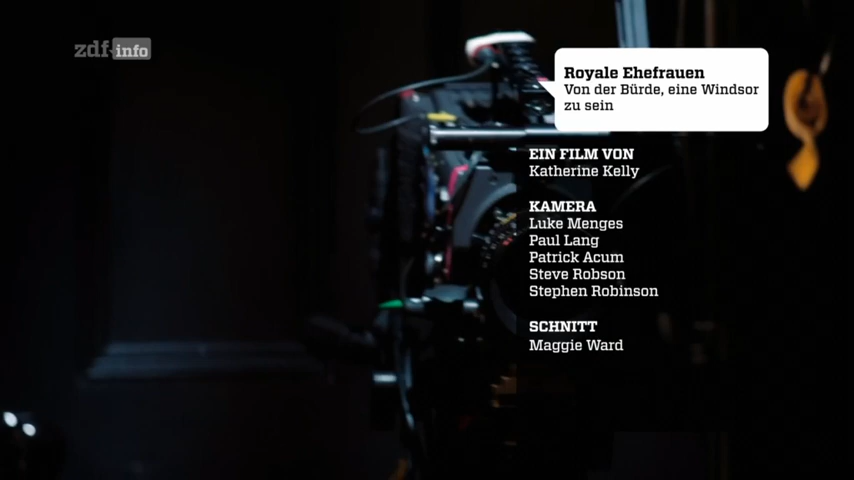 zdf info
Royale Ehefrauen
Von der Bürde, eine Windsor
zu sein
EIN FILM VON
Katherine Kelly
KAMERA
Luke Menges
Paul Lang
Patrick Acum
Steve Robson
Stephen Robinson
SCHNITT
Maggie Ward